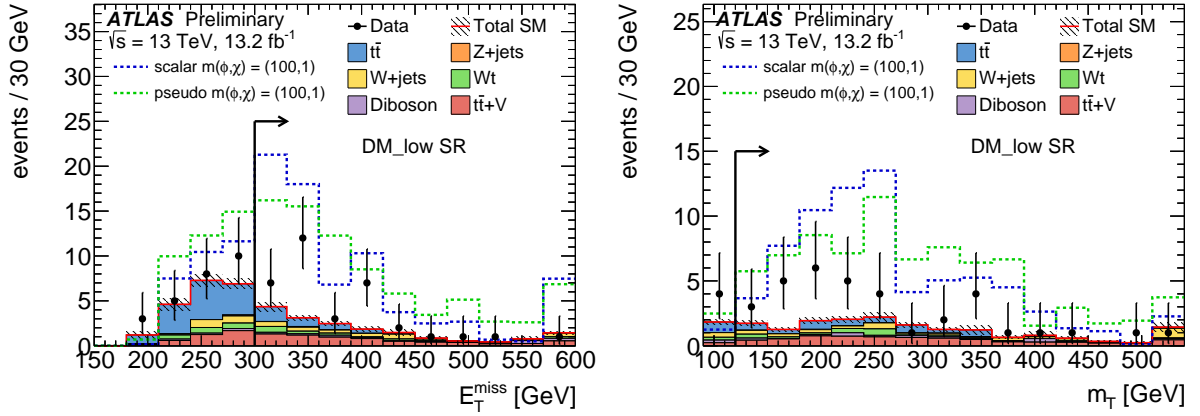 ATLAS Preliminary
√s = 13 TeV, 13.2 fb⁻¹
scalar m(ϕ,χ) = (100,1)
pseudo m(ϕ,χ) = (100,1)
Data
Total SM
tt̄
Z+jets
W+jets
Wt
Diboson
tt̄+V
DM_low SR
events / 30 GeV
35
30
25
20
15
10
5
0
150 200 250 300 350 400 450 500 550 600
E_T^miss [GeV]
ATLAS Preliminary
√s = 13 TeV, 13.2 fb⁻¹
scalar m(ϕ,χ) = (100,1)
pseudo m(ϕ,χ) = (100,1)
Data
Total SM
tt̄
Z+jets
W+jets
Wt
Diboson
tt̄+V
DM_low SR
events / 30 GeV
25
20
15
10
5
0
100 150 200 250 300 350 400 450 500
m_T [GeV]